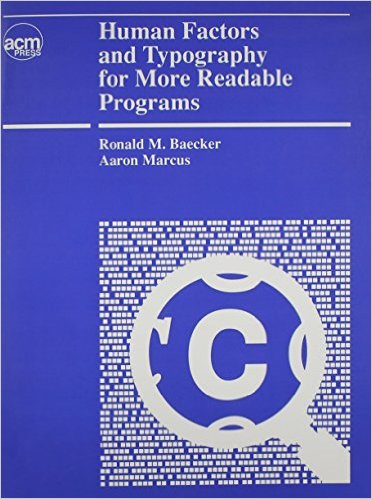 acm
PRESS
Human Factors
and Typography
for More Readable
Programs
Ronald M. Baecker
Aaron Marcus
C